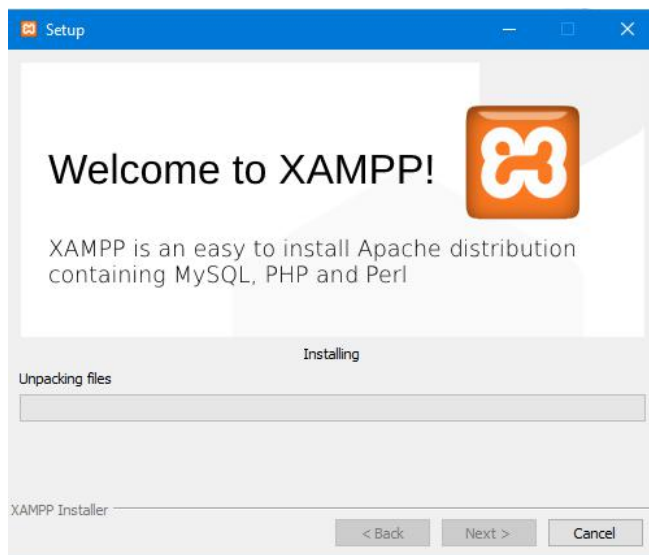 Setup
Welcome to XAMPP!
XAMPP is an easy to install Apache distribution
containing MySQL, PHP and Perl
Installing
Unpacking files
XAMPP Installer
< Back Next > Cancel